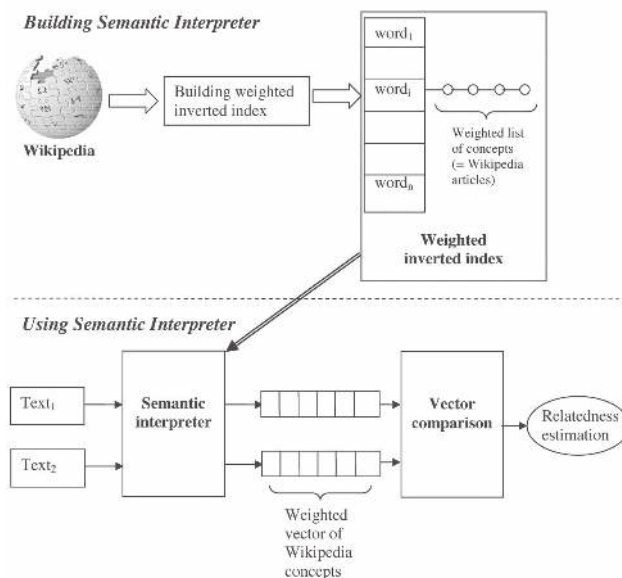 Building Semantic Interpreter
word1
Building weighted
inverted index
wordi
Wikipedia
Weighted list
of concepts
(= Wikipedia
articles)
wordn
Weighted
inverted index
Using Semantic Interpreter
Text1
Semantic
interpreter
Vector
comparison
Relatedness
estimation
Text2
Weighted
vector of
Wikipedia
concepts